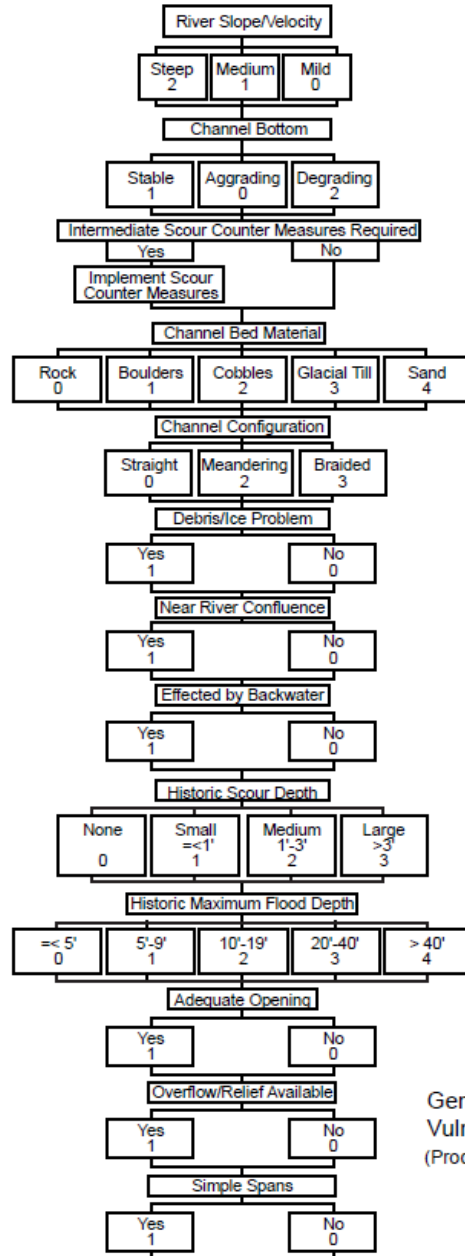 River Slope/Velocity
Steep Medium Mild
2 1 0
Channel Bottom
Stable Aggrading Degrading
1 0 2
Intermediate Scour Counter Measures Required
Yes No
Implement Scour
Counter Measures
Channel Bed Material
Rock Boulders Cobbles Glacial Till Sand
0 1 2 3 4
Channel Configuration
Straight Meandering Braided
0 2 3
Debris/Ice Problem
Yes No
1 0
Near River Confluence
Yes No
1 0
Effected by Backwater
Yes No
1 0
Historic Scour Depth
None Small Medium Large
=<1' 1'-3' >3'
0 1 2 3
Historic Maximum Flood Depth
=< 5' 5'-9' 10'-19' 20'-40' > 40'
0 1 2 3 4
Adequate Opening
Yes No
1 0
Overflow/Relief Available
Yes No
1 0
Simple Spans
Yes No
1 0